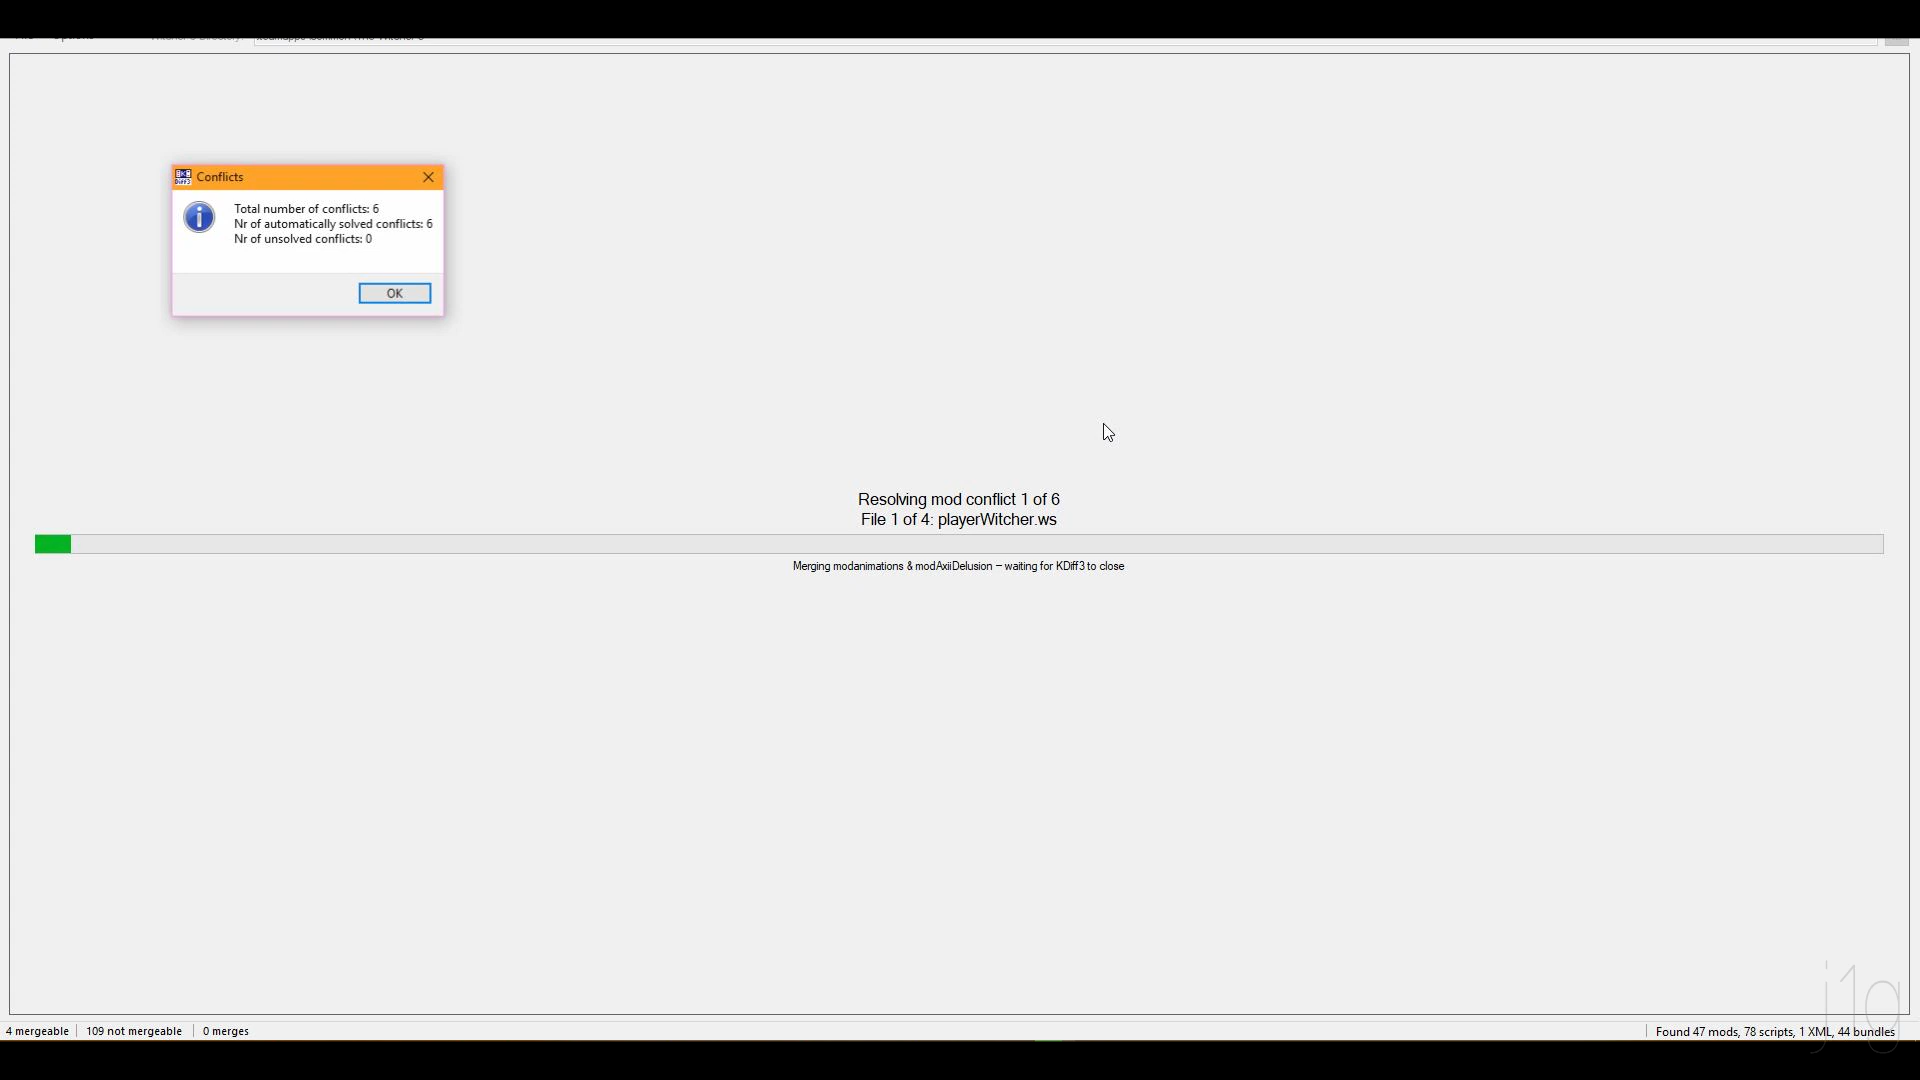 Conflicts
Total number of conflicts: 6
Nr of automatically solved conflicts: 6
Nr of unsolved conflicts: 0
OK
Resolving mod conflict 1 of 6
File 1 of 4: playerWitcher.ws
Merging modanimations & modAxiiDelusion – waiting for KDiff3 to close
j1g
4 mergeable
109 not mergeable
0 merges
Found 47 mods, 78 scripts, 1 XML, 44 bundles